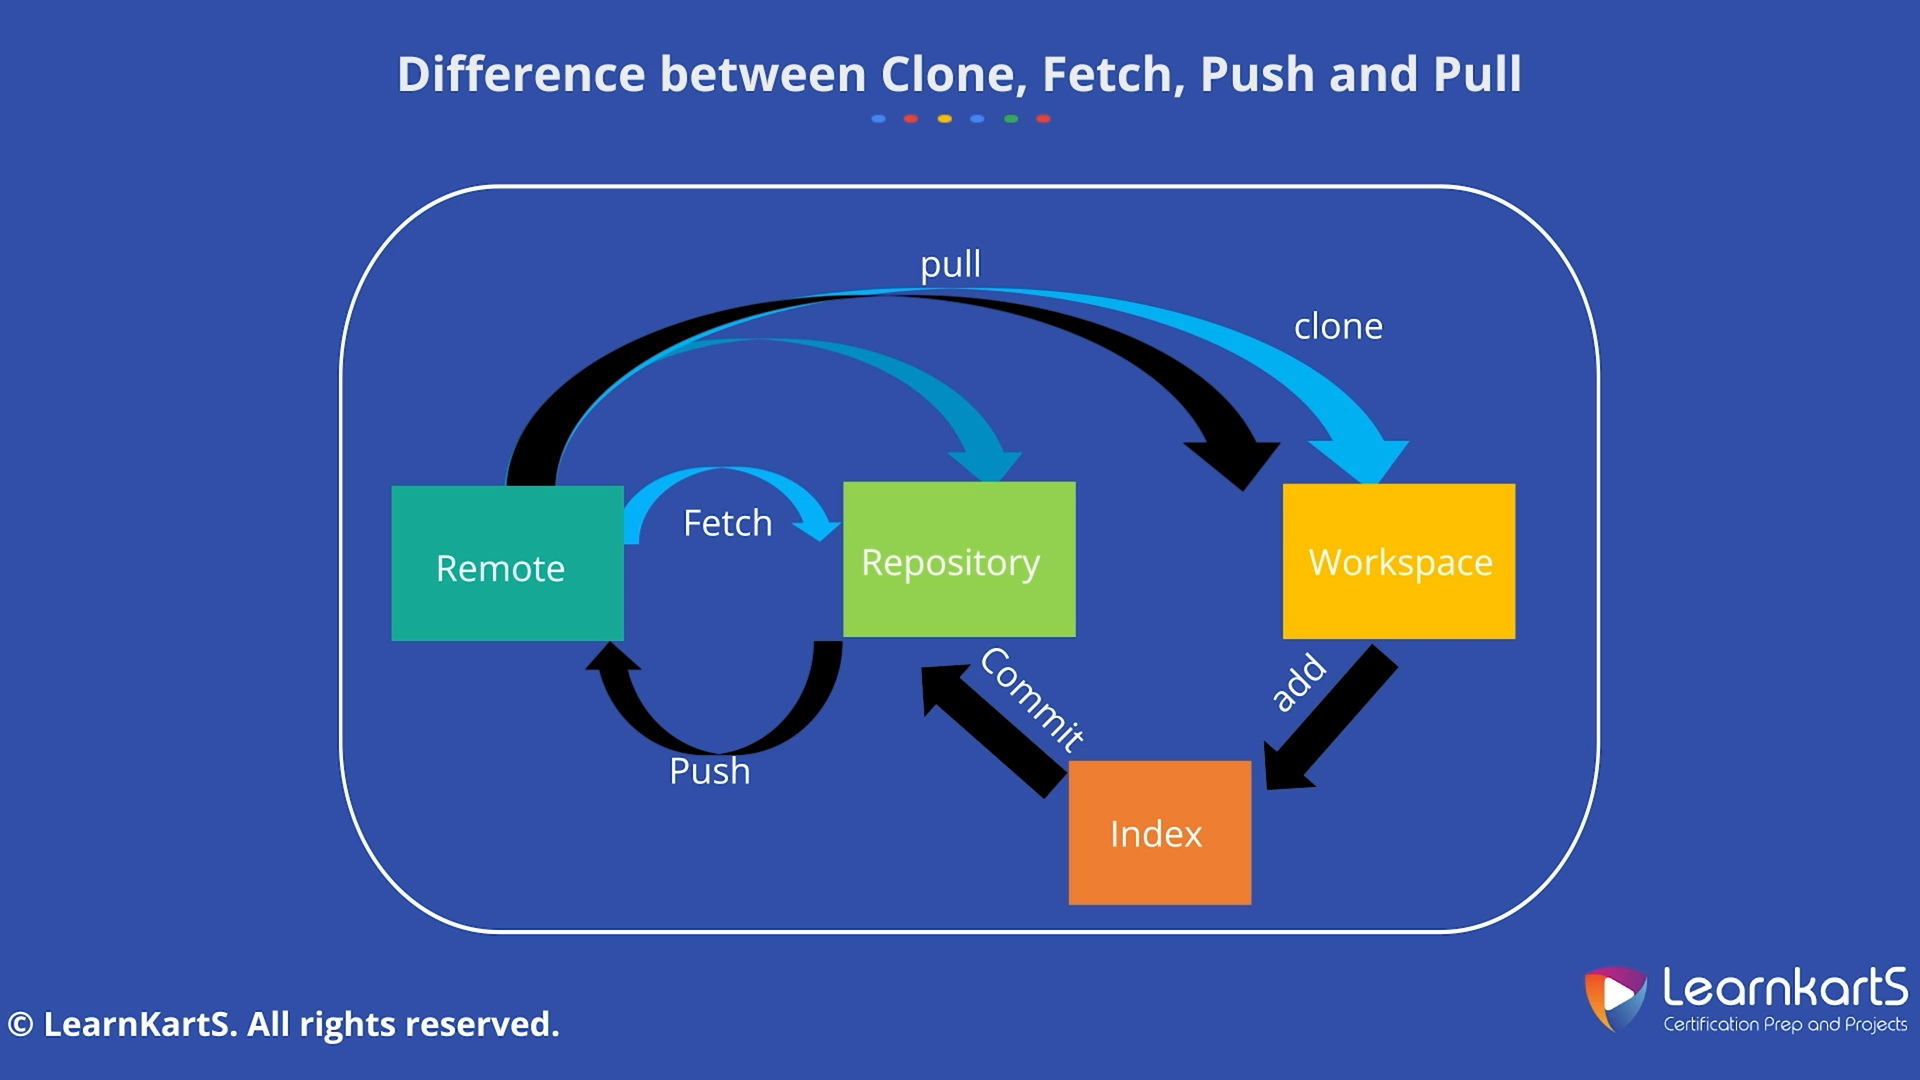 Difference between Clone, Fetch, Push and Pull
pull
clone
Fetch
Remote
Repository
Workspace
Commit
add
Push
Index
LearnkartS
Certification Prep and Projects
© LearnKartS. All rights reserved.